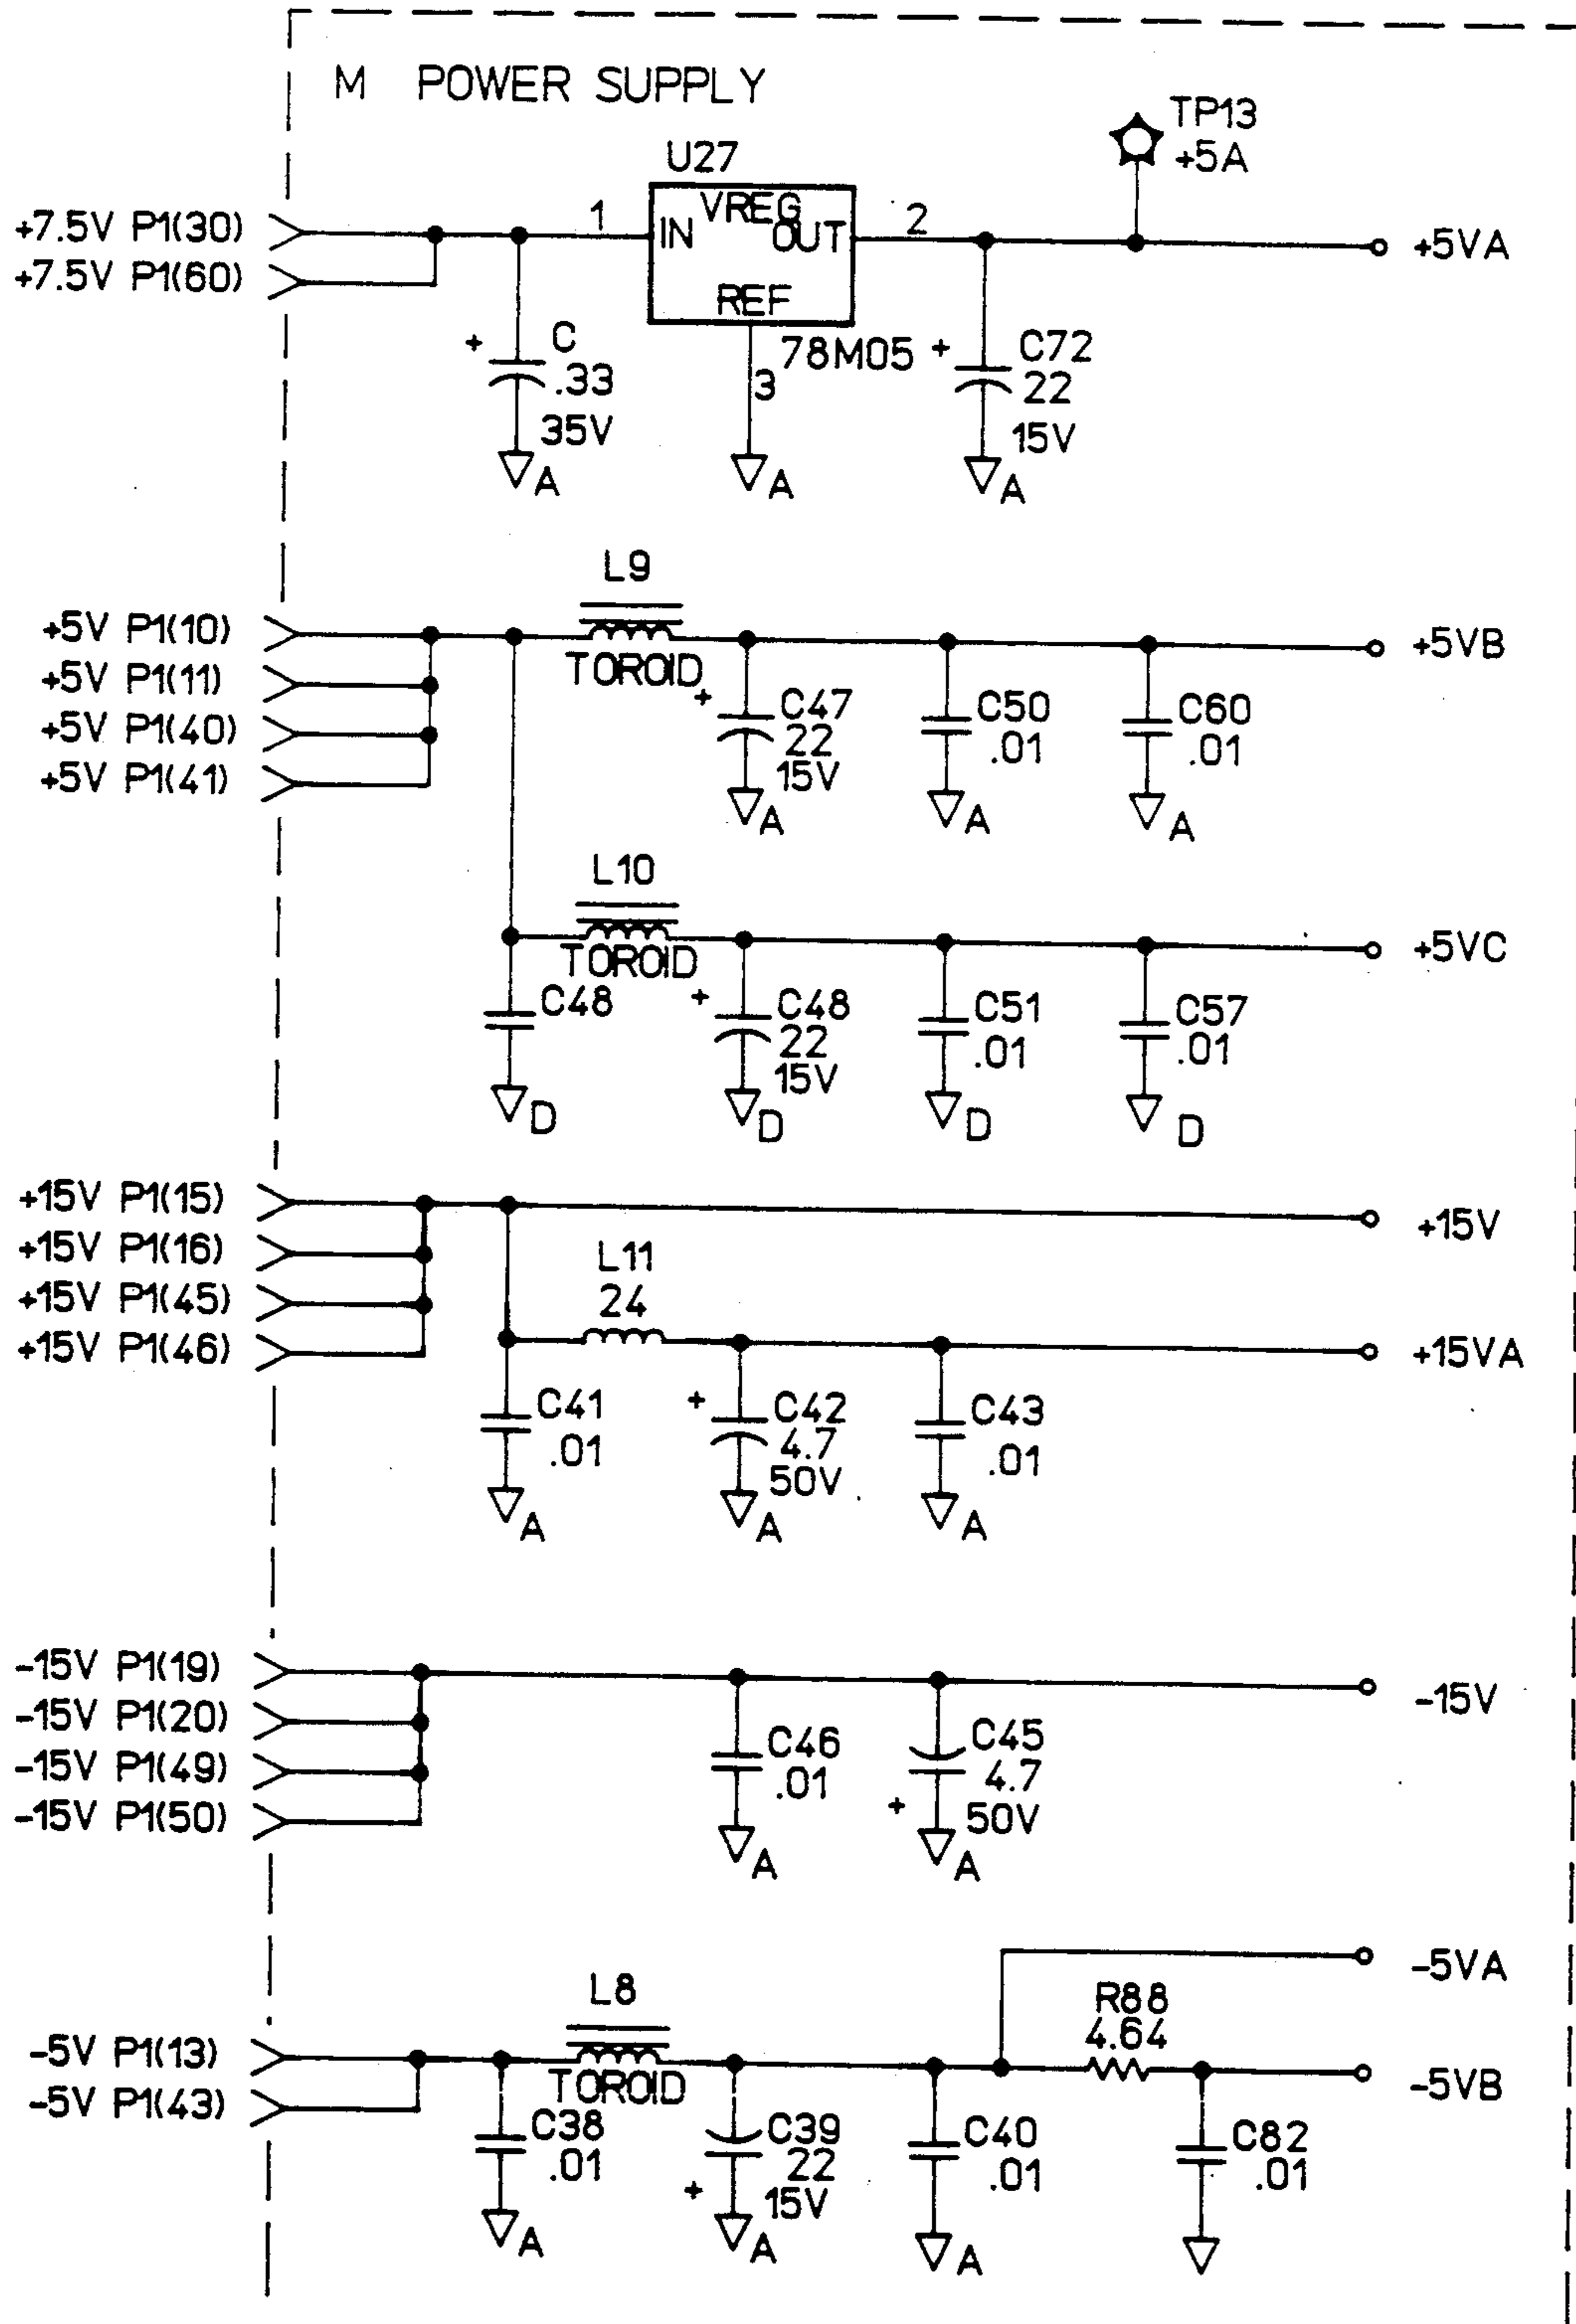 M POWER SUPPLY
TP13
+5A
U27
+7.5V P1(30)
1
VREG
IN
OUT
2
+5VA
+7.5V P1(60)
REF
+
C
.33
35V
A
78M05
3
A
+
C72
22
15V
A
L9
TOROID
+5V P1(10)
+5V P1(11)
+5V P1(40)
+5V P1(41)
+5VB
+
C47
22
15V
A
C50
.01
A
C60
.01
A
L10
TOROID
+5VC
C48
D
+
C48
22
15V
D
C51
.01
D
C57
.01
D
+15V P1(15)
+15V P1(16)
+15V P1(45)
+15V P1(46)
+15V
L11
24
+15VA
C41
.01
A
+
C42
4.7
50V
A
C43
.01
A
-15V P1(19)
-15V P1(20)
-15V P1(49)
-15V P1(50)
-15V
C46
.01
A
C45
4.7
+
50V
A
-5VA
L8
TOROID
R88
4.64
-5V P1(13)
-5V P1(43)
-5VB
C38
.01
A
C39
22
+
15V
A
C40
.01
A
C82
.01